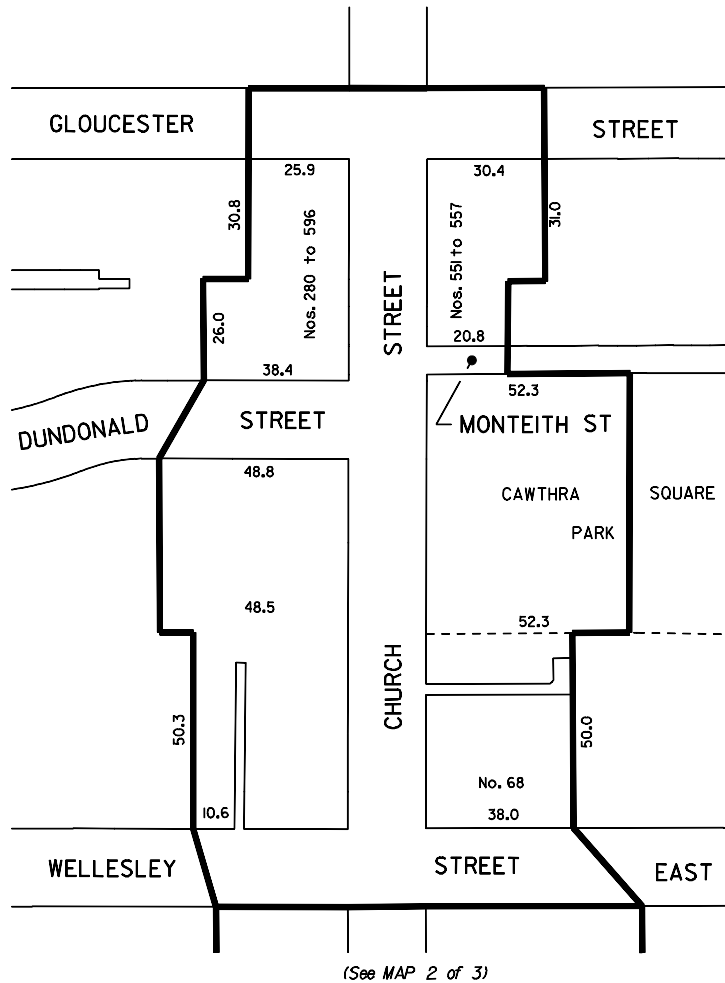 GLOUCESTER STREET
25.9
30.4
30.8
Nos. 280 to 596
Nos. 551 to 557
31.0
STREET
26.0
20.8
38.4
52.3
DUNDONALD STREET
MONTEITH ST
48.8
CAWTHRA SQUARE
PARK
48.5
52.3
CHURCH
50.3
50.0
No. 68
10.6
38.0
WELLESLEY STREET EAST
(See MAP 2 of 3)